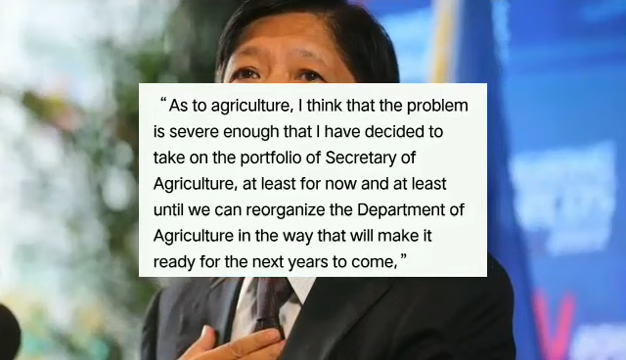 “As to agriculture, I think that the problem
is severe enough that I have decided to
take on the portfolio of Secretary of
Agriculture, at least for now and at least
until we can reorganize the Department of
Agriculture in the way that will make it
ready for the next years to come,”